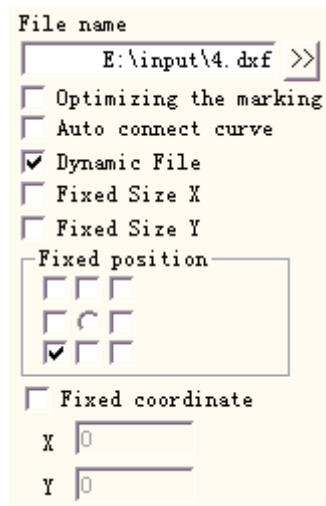 File name
E:\input\4.dxf >>
Optimizing the marking
Auto connect curve
Dynamic File
Fixed Size X
Fixed Size Y
Fixed position
Fixed coordinate
X 0
Y 0